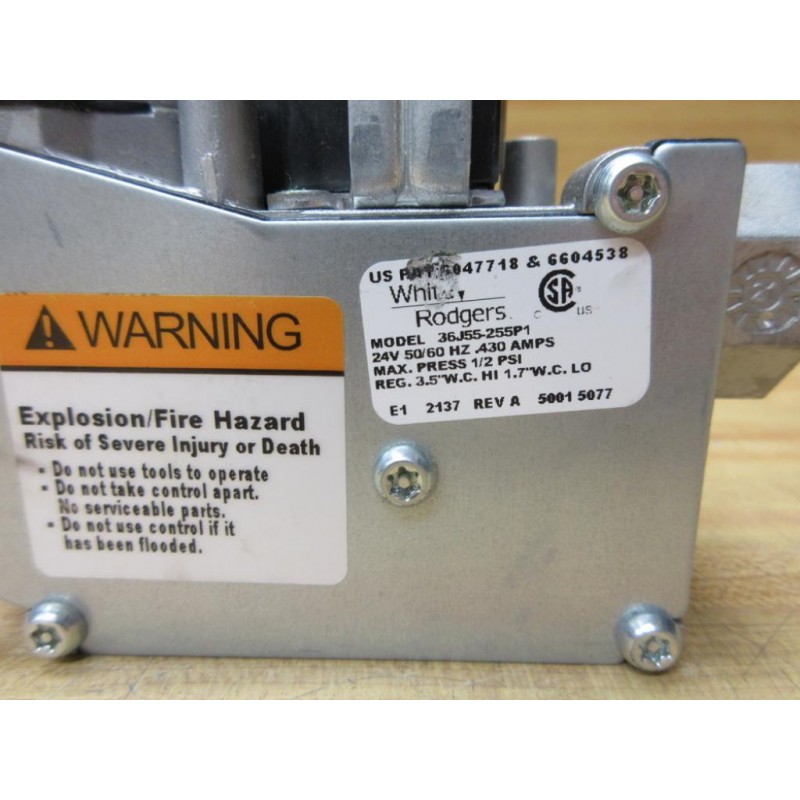 US PAT. 6047718 & 6604538
White
Rodgers
CSA
c us
MODEL 36J55-255P1
24V 50/60 HZ .430 AMPS
MAX. PRESS 1/2 PSI
REG. 3.5"W.C. HI 1.7"W.C. LO
E1 2137 REV A 5001 5077
WARNING
Explosion/Fire Hazard
Risk of Severe Injury or Death
- Do not use tools to operate
- Do not take control apart.
No serviceable parts.
- Do not use control if it
has been flooded.